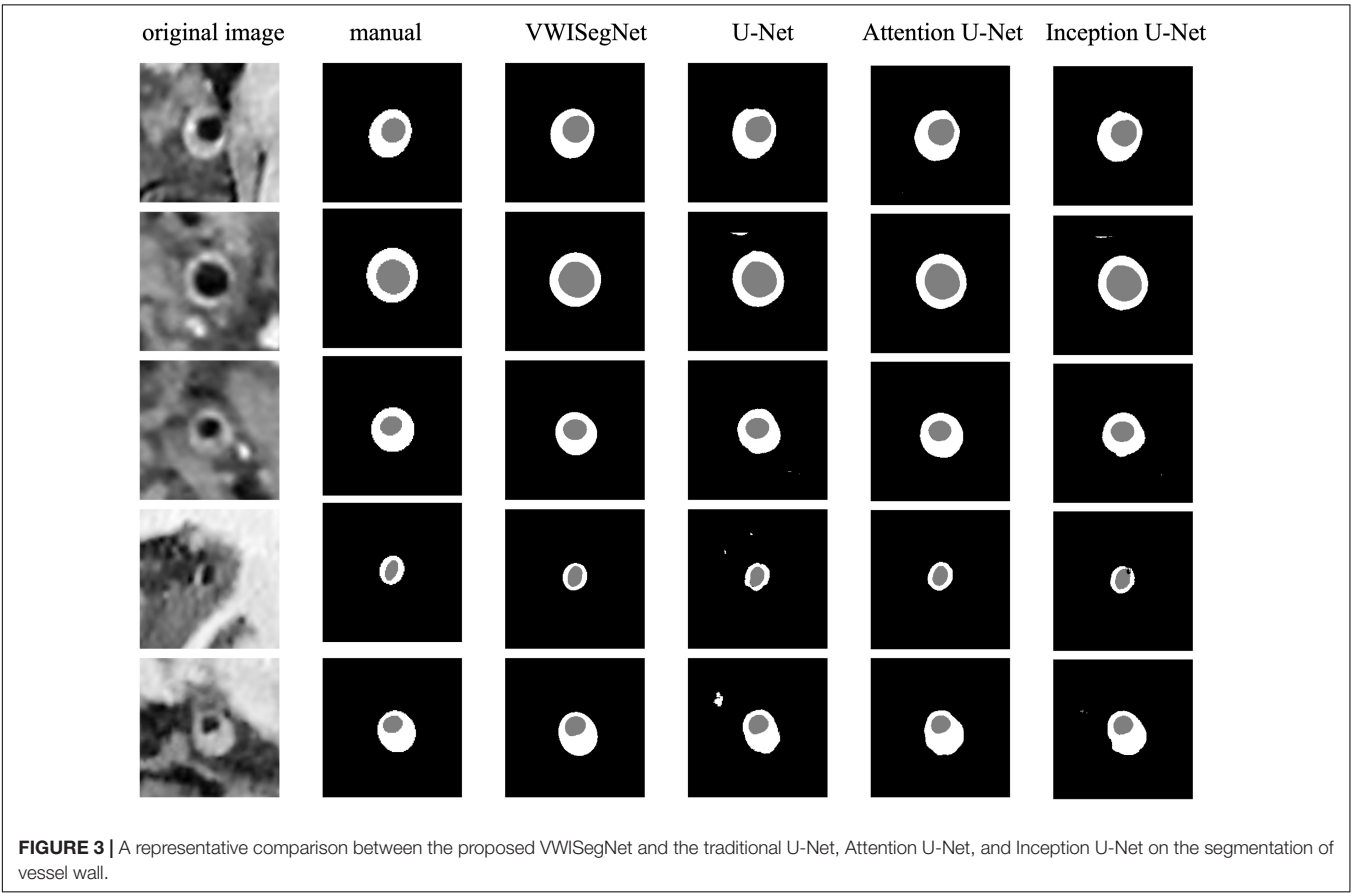 original image manual VWISegNet U-Net Attention U-Net Inception U-Net
FIGURE 3 | A representative comparison between the proposed VWISegNet and the traditional U-Net, Attention U-Net, and Inception U-Net on the segmentation of
vessel wall.